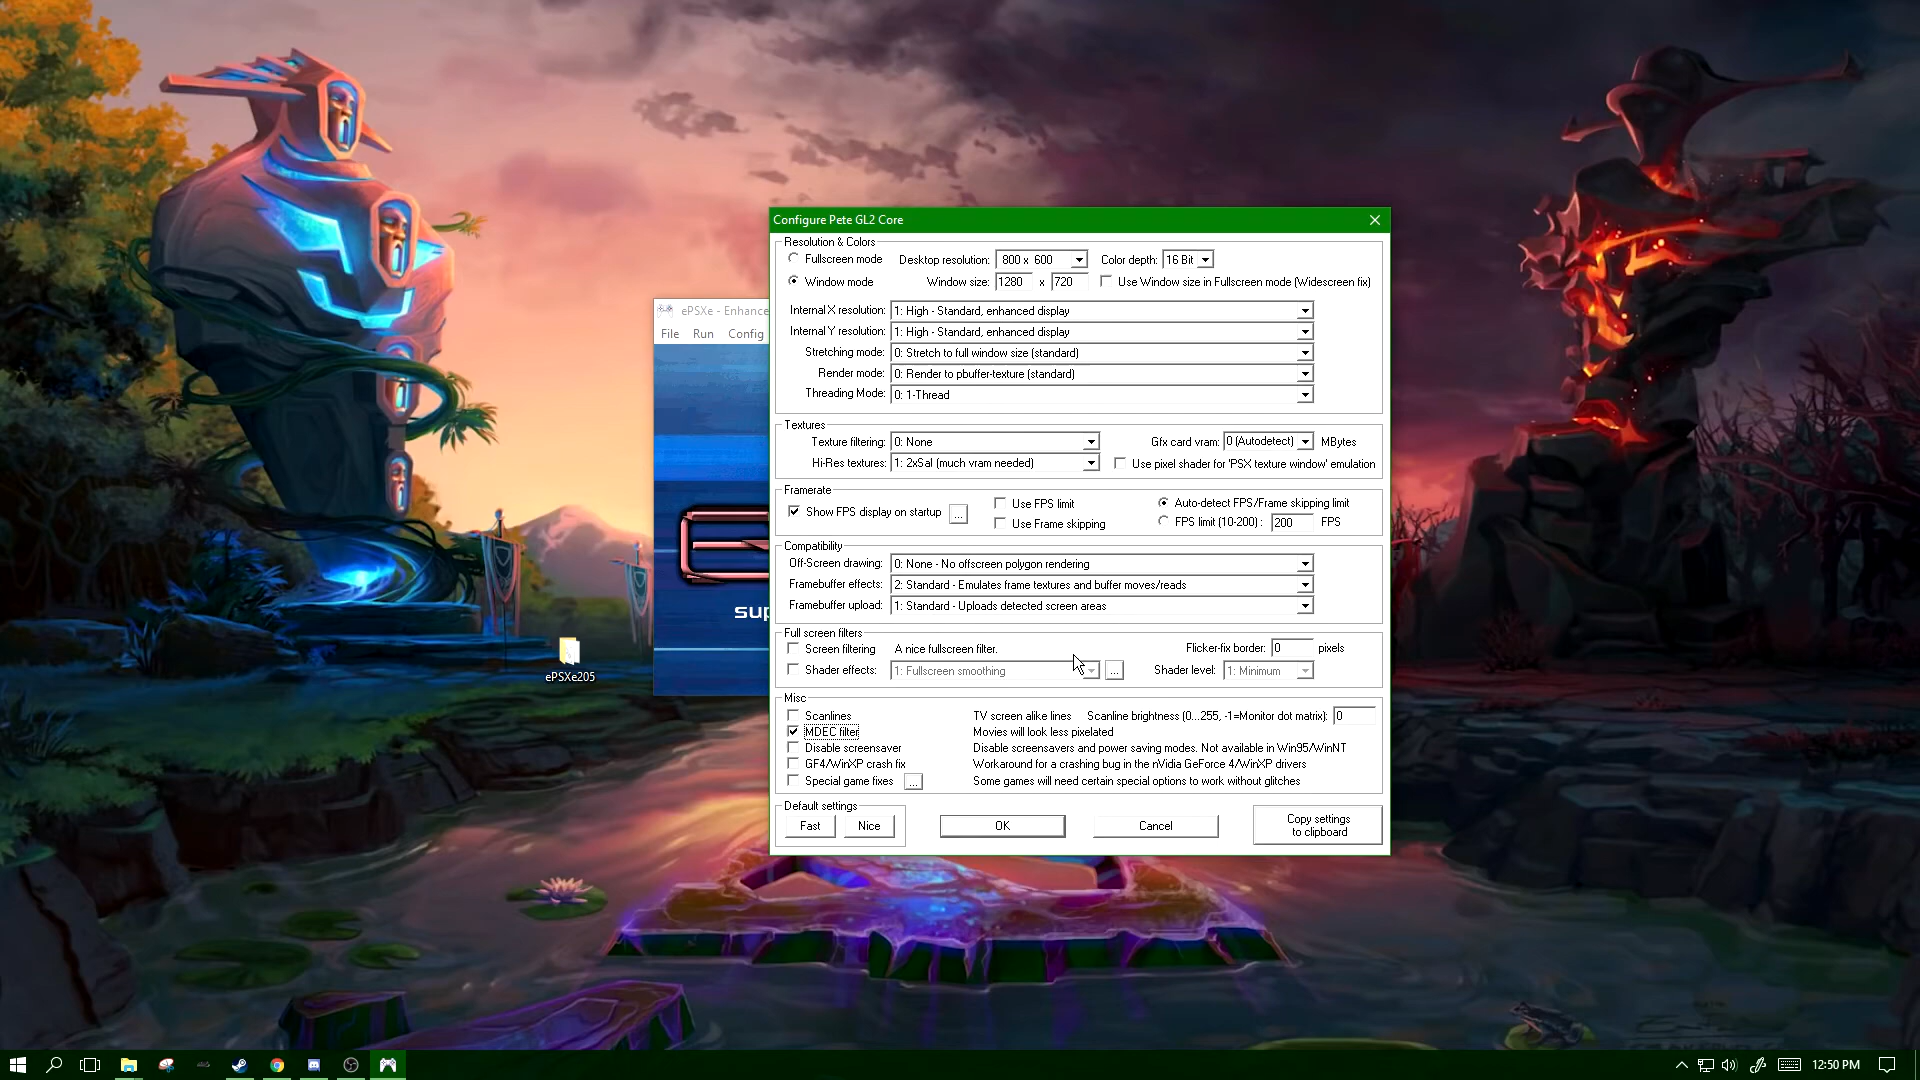 Configure Pete GL2 Core
Resolution & Colors
Fullscreen mode
Desktop resolution: 800 x 600
Color depth: 16 Bit
Window mode
Window size: 1280 x 720
Use Window size in Fullscreen mode (Widescreen fix)
ePSXe - Enhance
File Run Config
Internal X resolution: 1: High - Standard, enhanced display
Internal Y resolution: 1: High - Standard, enhanced display
Stretching mode: 0: Stretch to full window size (standard)
Render mode: 0: Render to pbuffer-texture (standard)
Threading Mode: 0: 1-Thread
Textures
Texture filtering: 0: None
Gfx card vram: 0 (Autodetect) MBytes
Hi-Res textures: 1: 2xSaI (much vram needed)
Use pixel shader for 'PSX texture window' emulation
Framerate
Show FPS display on startup ...
Use FPS limit
Auto-detect FPS/Frame skipping limit
Use Frame skipping
FPS limit (10-200) : 200 FPS
Compatibility
Off-Screen drawing: 0: None - No offscreen polygon rendering
Framebuffer effects: 2: Standard - Emulates frame textures and buffer moves/reads
Framebuffer upload: 1: Standard - Uploads detected screen areas
sup
Full screen filters
Screen filtering A nice fullscreen filter.
Flicker-fix border: 0 pixels
Shader effects: 1: Fullscreen smoothing ...
Shader level: 1: Minimum
ePSXe205
Misc
Scanlines TV screen alike lines Scanline brightness (0...255, -1=Monitor dot matrix): 0
MDEC filter Movies will look less pixelated
Disable screensaver Disable screensavers and power saving modes. Not available in Win95/WinNT
GF4/WinXP crash fix Workaround for a crashing bug in the nVidia GeForce 4/WinXP drivers
Special game fixes ... Some games will need certain special options to work without glitches
Default settings
Fast Nice
OK
Cancel
Copy settings
to clipboard
12:50 PM